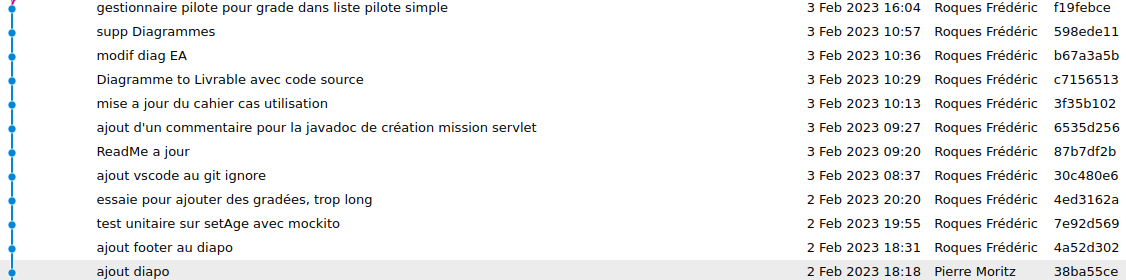 gestionnaire pilote pour grade dans liste pilote simple 3 Feb 2023 16:04 Roques Frédéric f19febce
supp Diagrammes 3 Feb 2023 10:57 Roques Frédéric 598ede11
modif diag EA 3 Feb 2023 10:36 Roques Frédéric b67a3a5b
Diagramme to Livrable avec code source 3 Feb 2023 10:29 Roques Frédéric c7156513
mise a jour du cahier cas utilisation 3 Feb 2023 10:13 Roques Frédéric 3f35b102
ajout d'un commentaire pour la javadoc de création mission servlet 3 Feb 2023 09:27 Roques Frédéric 6535d256
ReadMe a jour 3 Feb 2023 09:20 Roques Frédéric 87b7df2b
ajout vscode au git ignore 3 Feb 2023 08:37 Roques Frédéric 30c480e6
essaie pour ajouter des gradées, trop long 2 Feb 2023 20:20 Roques Frédéric 4ed3162a
test unitaire sur setAge avec mockito 2 Feb 2023 19:55 Roques Frédéric 7e92d569
ajout footer au diapo 2 Feb 2023 18:31 Roques Frédéric 4a52d302
ajout diapo 2 Feb 2023 18:18 Pierre Moritz 38ba55ce